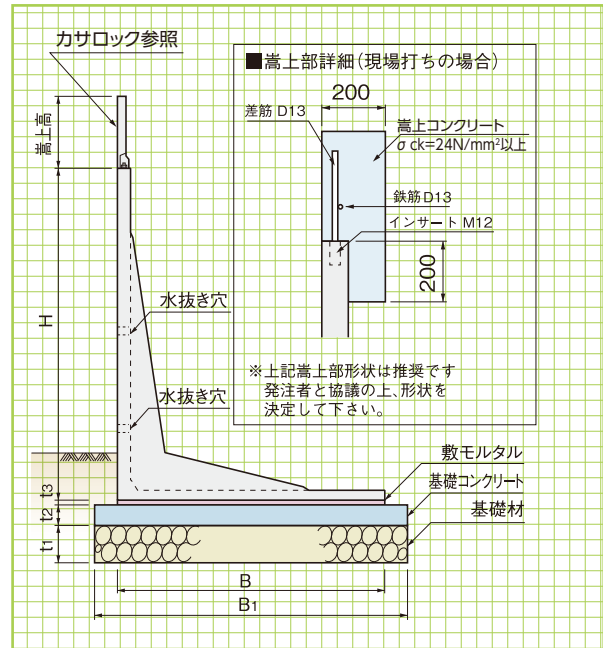 カサロック参照
嵩上高
H
水抜き穴
水抜き穴
t3
t2
t1
敷モルタル
基礎コンクリート
基礎材
B
B1
■嵩上部詳細(現場打ちの場合)
200
差筋 D13
嵩上コンクリート
σck=24N/mm²以上
鉄筋D13
インサート M12
200
※上記嵩上部形状は推奨です
発注者と協議の上、形状を
決定して下さい。